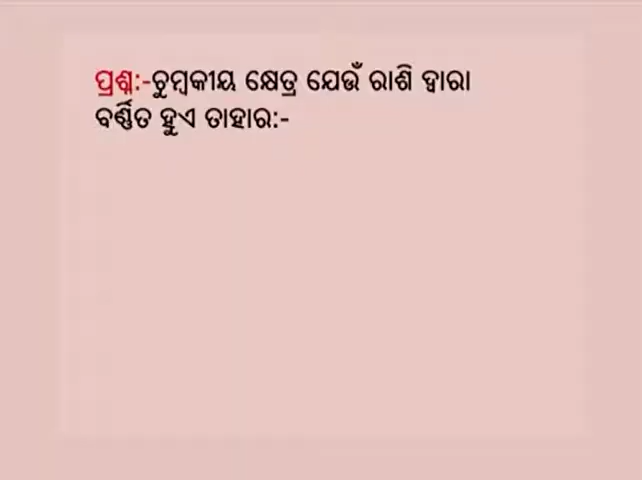 ପ୍ରଶ୍ନ:-ଚୁମ୍ବକୀୟ କ୍ଷେତ୍ର ଯେଉଁ ରାଶି ଦ୍ୱାରା
ବର୍ଣ୍ଣିତ ହୁଏ ତାହାର:-